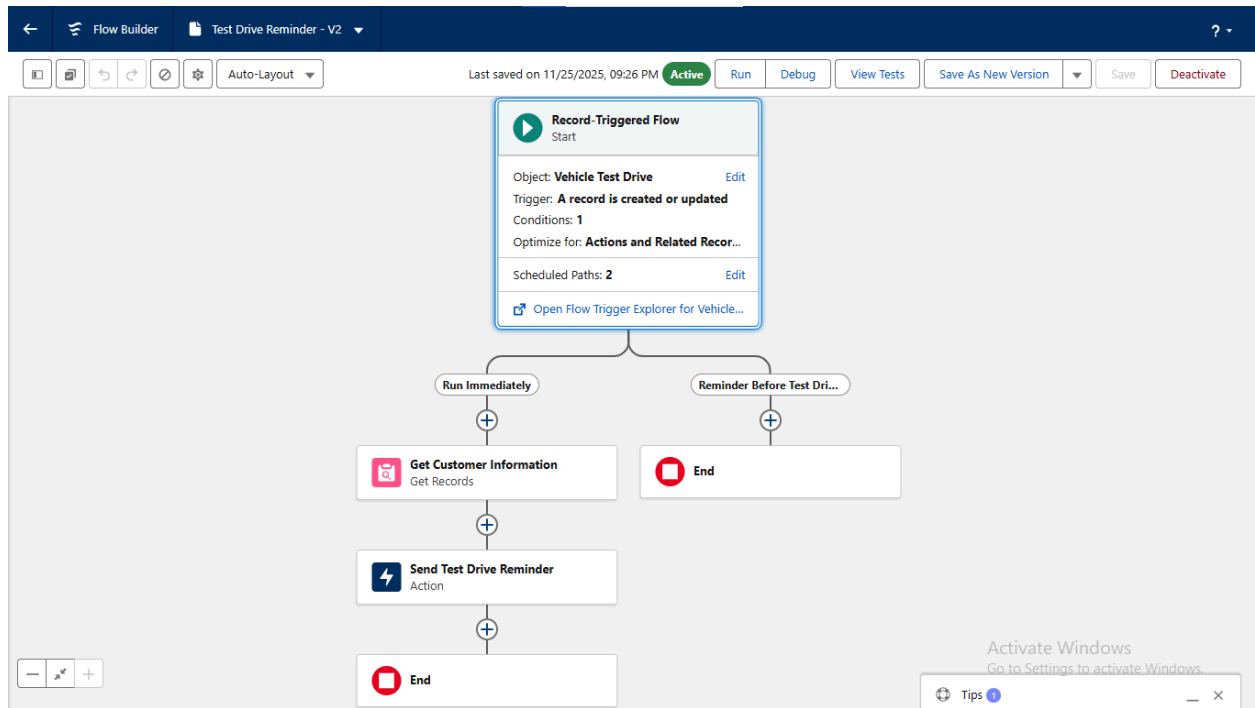 Flow Builder
Test Drive Reminder - V2
? 
Auto-Layout
Last saved on 11/25/2025, 09:26 PM
Active
Run
Debug
View Tests
Save As New Version
Save
Deactivate
Record-Triggered Flow
Start
Object: Vehicle Test Drive
Edit
Trigger: A record is created or updated
Conditions: 1
Optimize for: Actions and Related Recor...
Scheduled Paths: 2
Edit
Open Flow Trigger Explorer for Vehicle...
Run Immediately
Reminder Before Test Dri...
Get Customer Information
Get Records
End
Send Test Drive Reminder
Action
End
Activate Windows
Go to Settings to activate Windows.
Tips 1